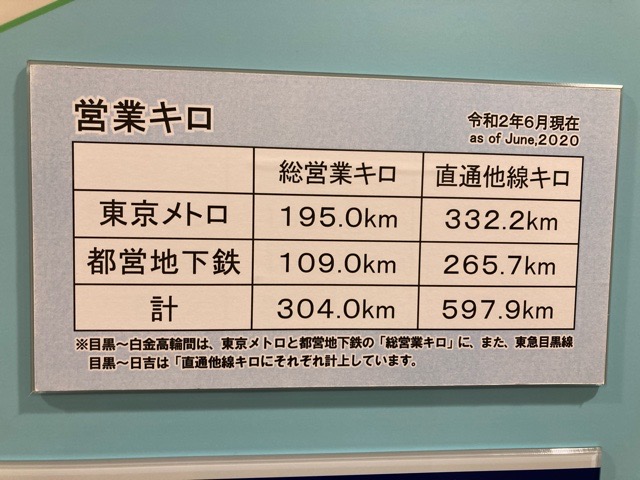 営業キロ
令和2年6月現在
as of June,2020
総営業キロ 直通他線キロ
東京メトロ 195.0km 332.2km
都営地下鉄 109.0km 265.7km
計 304.0km 597.9km
※目黒～白金高輪間は、東京メトロと都営地下鉄の「総営業キロ」に、また、東急目黒線
目黒～日吉は「直通他線キロにそれぞれ計上しています。